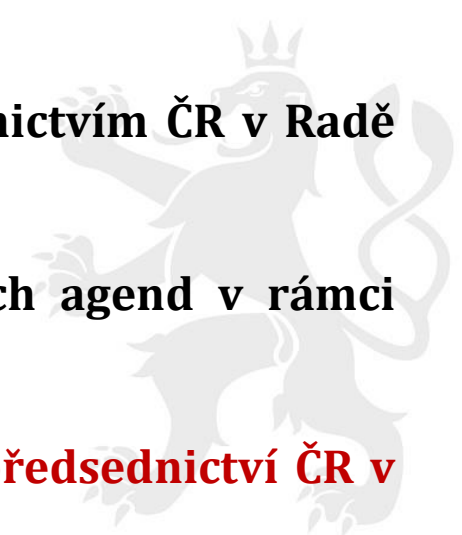 nictvím ČR v Radě
ch agend v rámci
ředsednictví ČR v